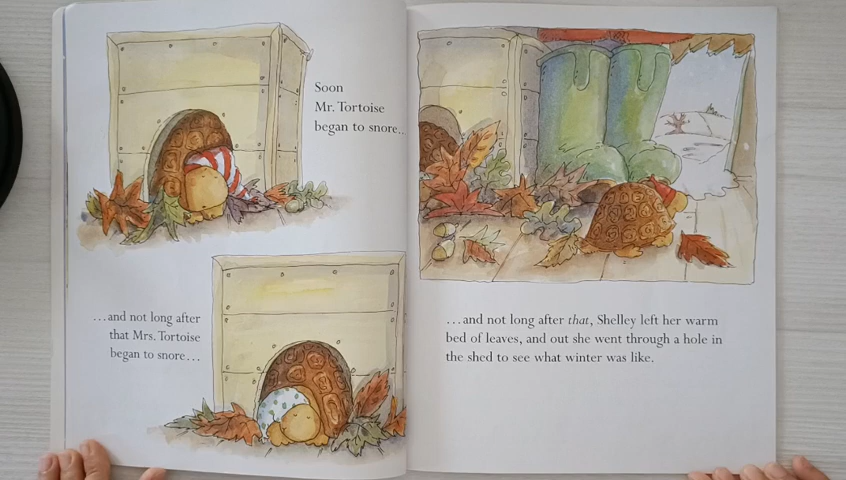 Soon
Mr. Tortoise
began to snore...
...and not long after
that Mrs. Tortoise
began to snore...
...and not long after that, Shelley left her warm
bed of leaves, and out she went through a hole in
the shed to see what winter was like.